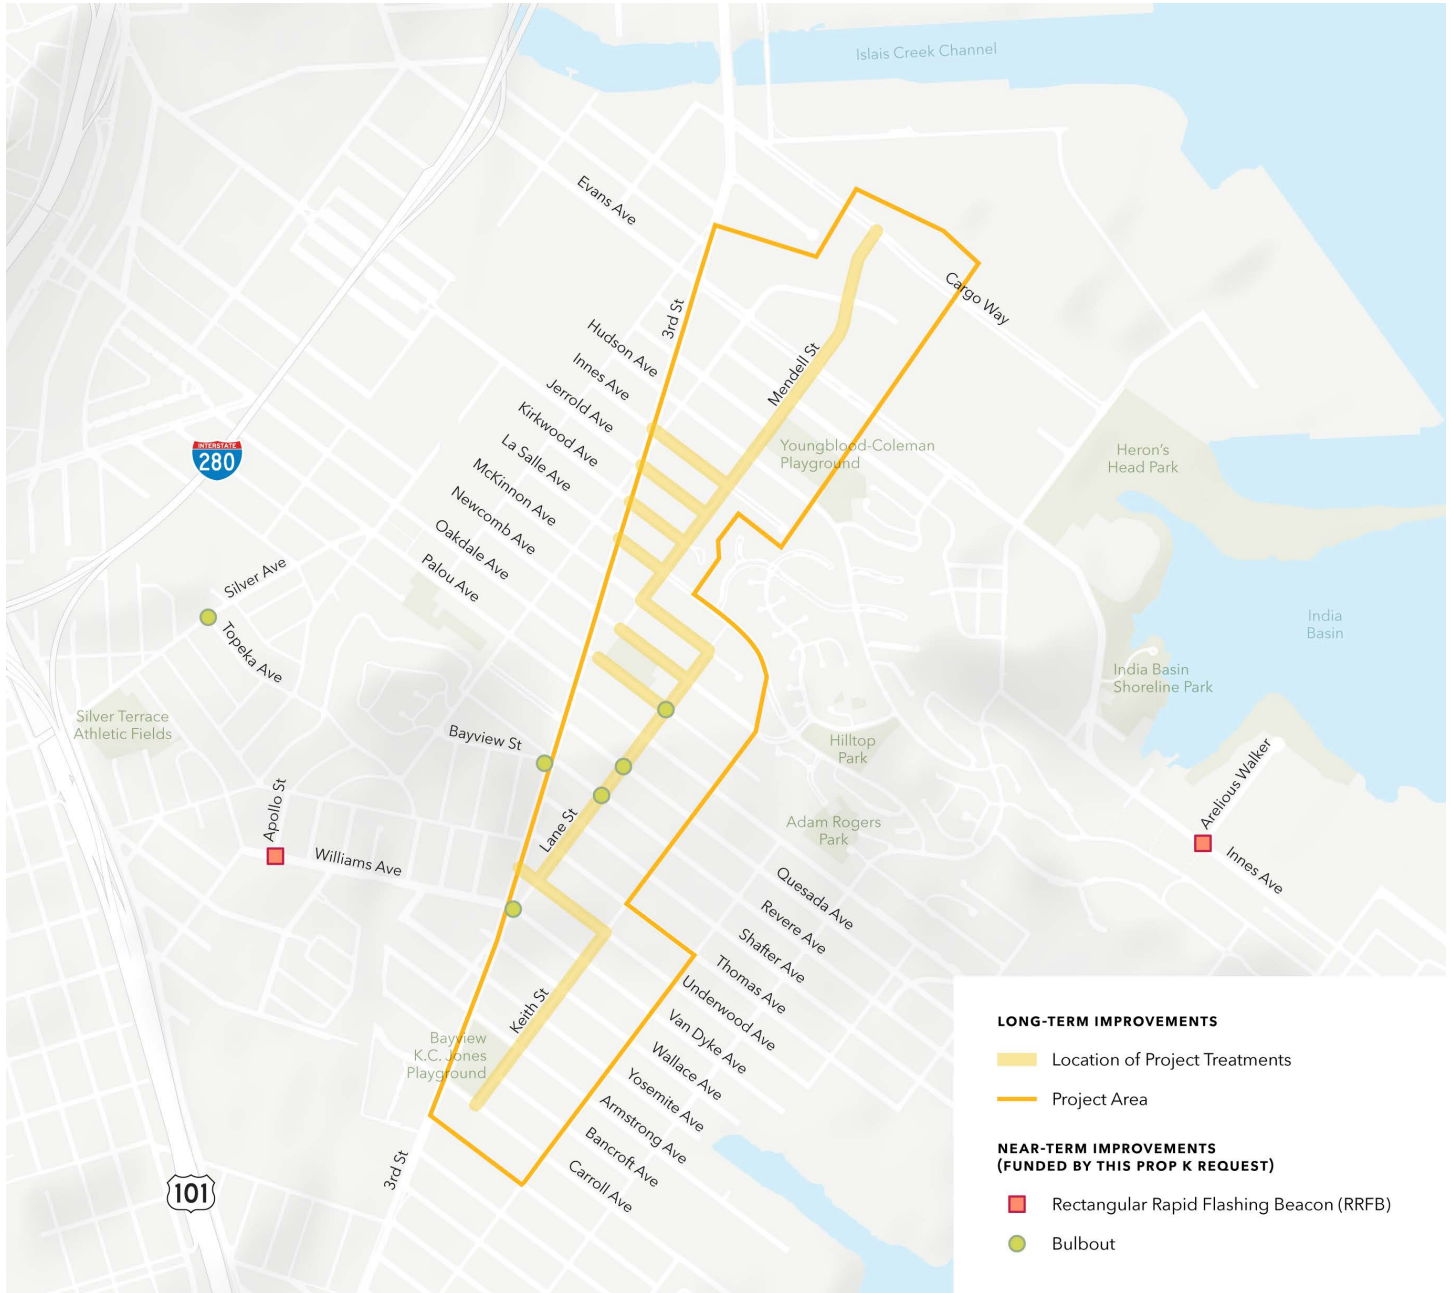 Islais Creek Channel
Evans Ave
3rd St
Cargo Way
Hudson Ave
Innes Ave
Jerrold Ave
Kirkwood Ave
La Salle Ave
McKinnon Ave
Newcomb Ave
Oakdale Ave
Palou Ave
Mendell St
Youngblood-Coleman
Playground
Heron's
Head Park
INTERSTATE
280
Silver Ave
Topeka Ave
India
Basin
India Basin
Shoreline Park
Silver Terrace
Athletic Fields
Bayview St
Hilltop
Park
Arelious Walker
Apollo St
Williams Ave
Lane St
Adam Rogers
Park
Innes Ave
Quesada Ave
Revere Ave
Shafter Ave
Thomas Ave
Underwood Ave
Van Dyke Ave
Wallace Ave
Yosemite Ave
Armstrong Ave
Bancroft Ave
Carroll Ave
Keith St
Bayview
K.C. Jones
Playground
3rd St
101
LONG-TERM IMPROVEMENTS
Location of Project Treatments
Project Area
NEAR-TERM IMPROVEMENTS
(FUNDED BY THIS PROP K REQUEST)
Rectangular Rapid Flashing Beacon (RRFB)
Bulbout